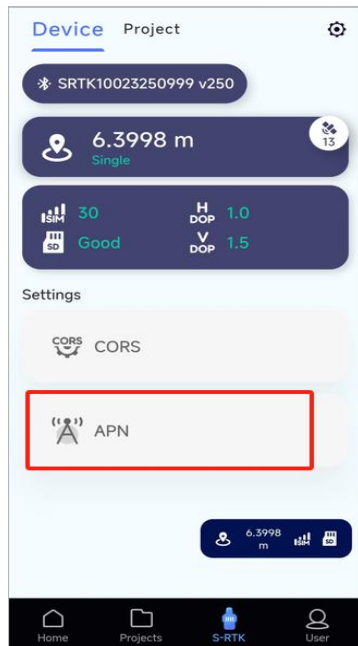 Device Project
SRTK10023250999 v250
6.3998 m
Single
13
SIM 30
H DOP 1.0
SD Good
V DOP 1.5
Settings
CORS CORS
APN
6.3998 m SIM SD
Home Projects S-RTK User